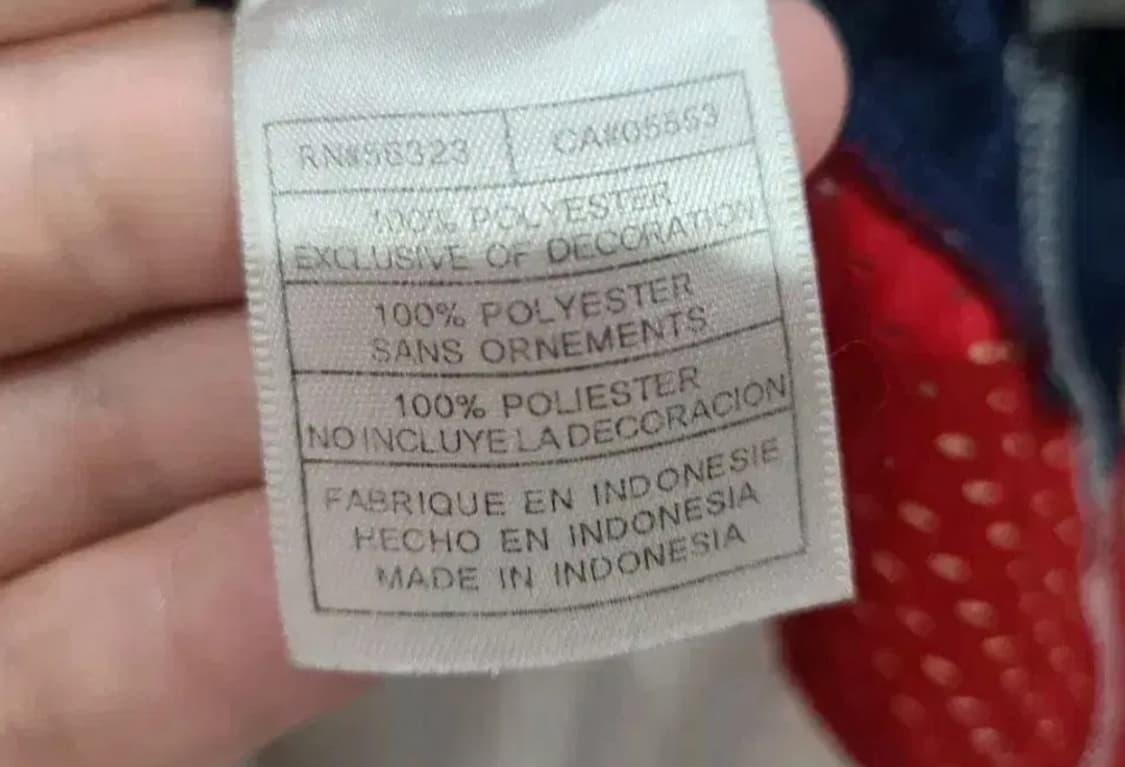 RN#56323 CA#05553
100% POLYESTER
EXCLUSIVE OF DECORATION
100% POLYESTER
SANS ORNEMENTS
100% POLIESTER
NO INCLUYE LA DECORACION
FABRIQUE EN INDONESIE
HECHO EN INDONESIA
MADE IN INDONESIA